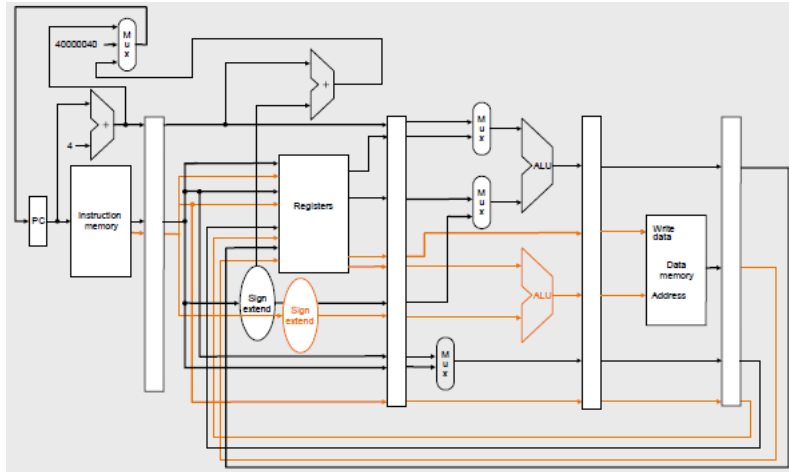 M
u
x
40000040
+
+
4
M
u
x
ALU
PC
Instruction
memory
Registers
M
u
x
Write
data
Data
memory
Address
Sign
extend
Sign
extend
ALU
M
u
x